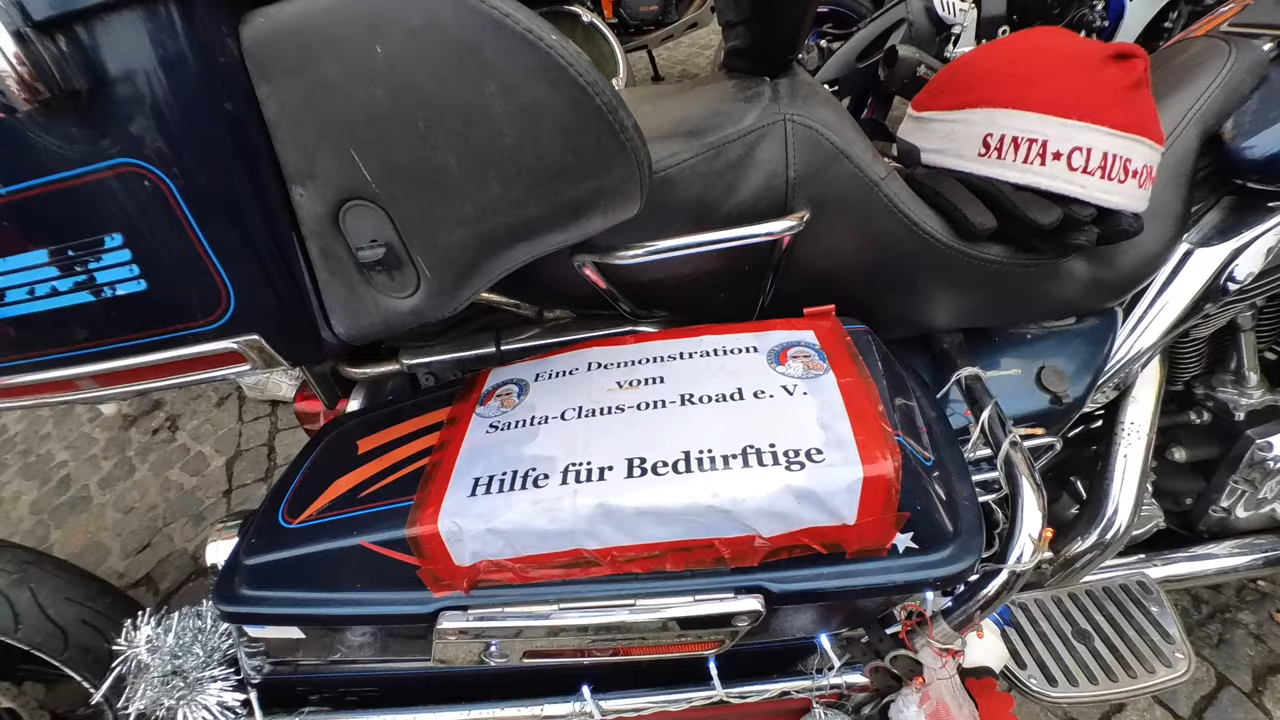 SANTA★CLAUS★ON
Eine Demonstration
vom
Santa-Claus-on-Road e. V.
Hilfe für Bedürftige